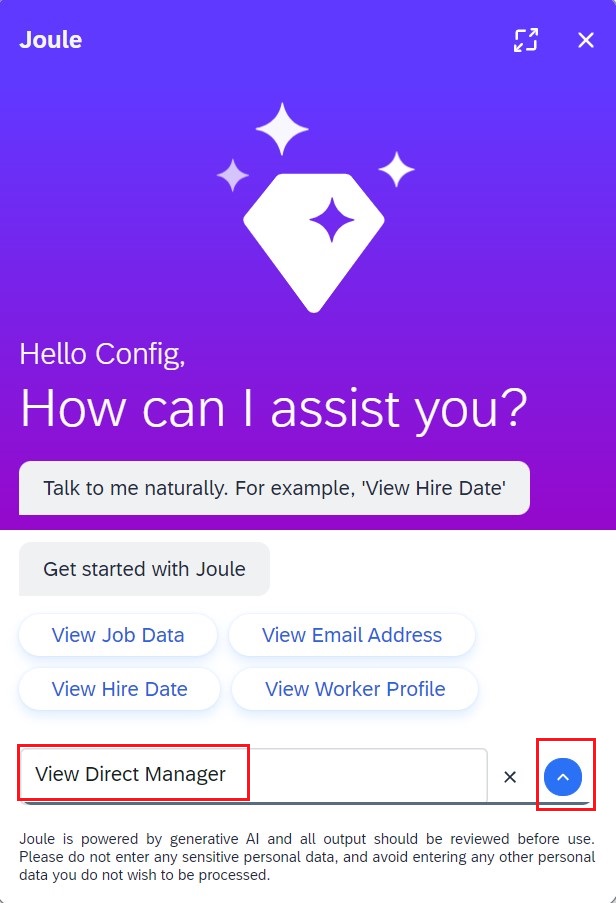 Joule
Hello Config,
How can I assist you?
Talk to me naturally. For example, 'View Hire Date'
Get started with Joule
View Job Data
View Email Address
View Hire Date
View Worker Profile
View Direct Manager
Joule is powered by generative AI and all output should be reviewed before use.
Please do not enter any sensitive personal data, and avoid entering any other personal
data you do not wish to be processed.